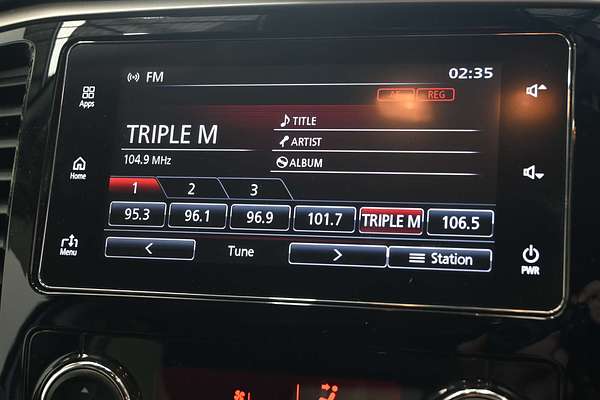 FM
02:35
AF
REG
Apps
TRIPLE M
TITLE
104.9 MHz
ARTIST
Home
ALBUM
1 2 3
95.3 96.1 96.9 101.7 TRIPLE M 106.5
Menu
< Tune > Station
PWR